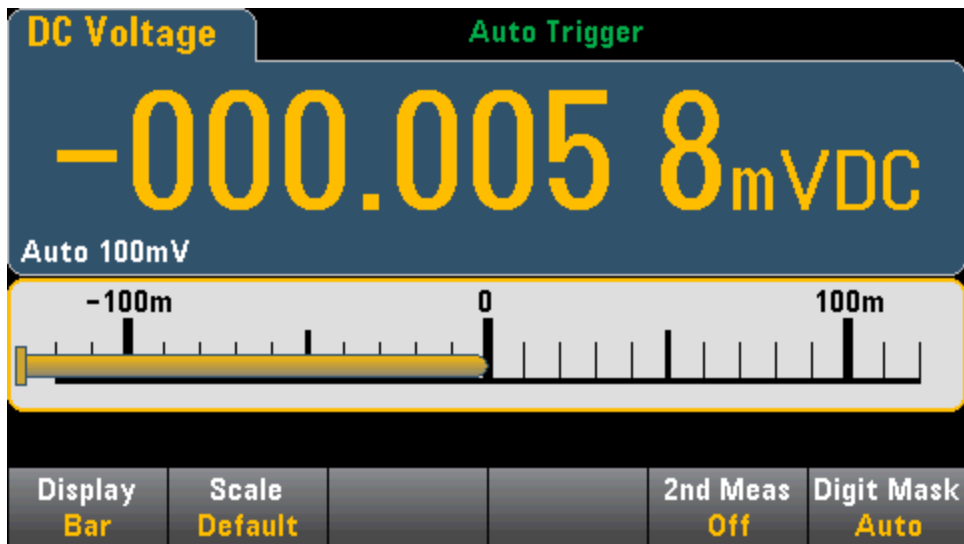 DC Voltage Auto Trigger
-000.005 8mVDC
Auto 100mV
-100m 0 100m
Display Scale 2nd Meas Digit Mask
Bar Default Off Auto